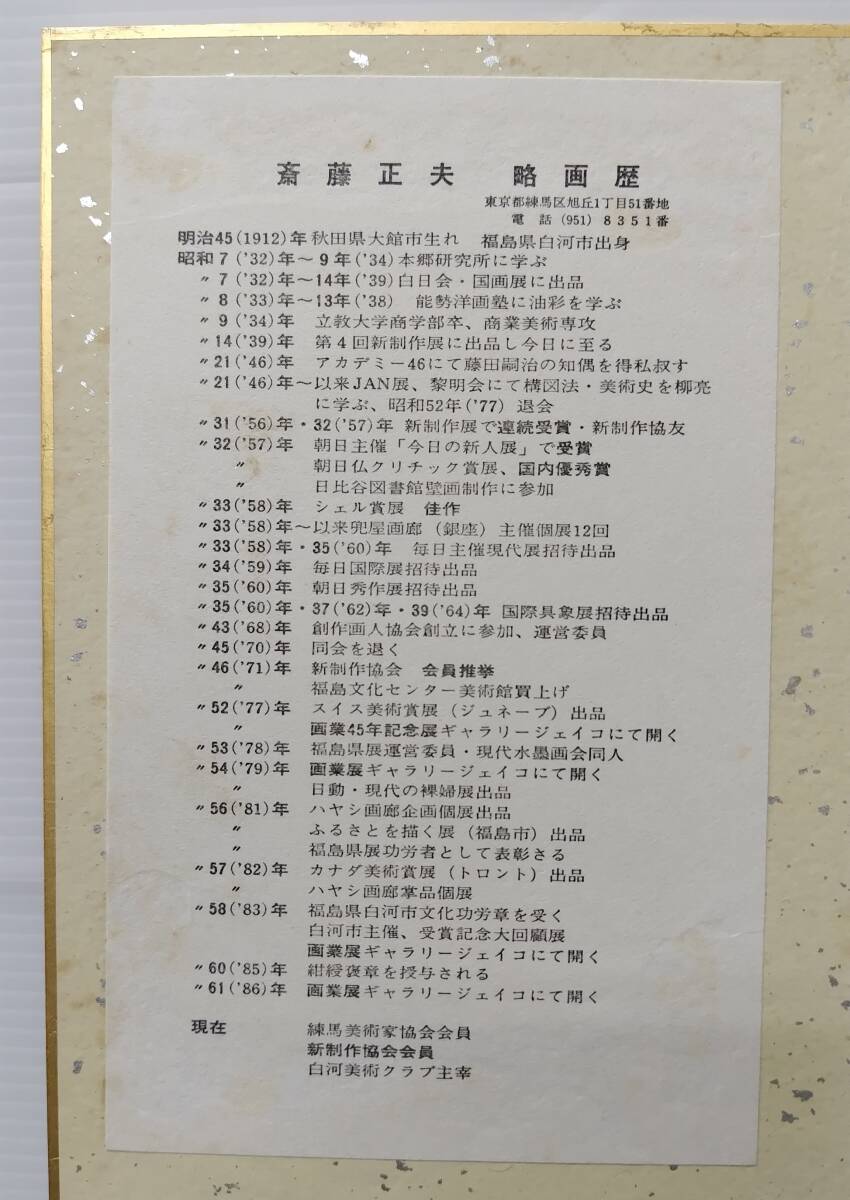 斎藤正夫　略画歴
東京都練馬区旭丘1丁目51番地
電話 (951) 8351番
明治45(1912)年 秋田県大館市生れ　福島県白河市出身
昭和7('32)年～9年('34)本郷研究所に学ぶ
〃7('32)年～14年('39)白日会・国画展に出品
〃8('33)年～13年('38)　能勢洋画塾に油彩を学ぶ
〃9('34)年　立教大学商学部卒、商業美術専攻
〃14('39)年　第4回新制作展に出品し今日に至る
〃21('46)年　アカデミー46にて藤田嗣治の知偶を得私叔す
〃21('46)年～以来JAN展、黎明会にて構図法・美術史を柳亮
に学ぶ、昭和52年('77)退会
〃31('56)年・32('57)年 新制作展で連続受賞・新制作協友
〃32('57)年　朝日主催「今日の新人展」で受賞
〃　朝日仏クリチック賞展、国内優秀賞
〃　日比谷図書館壁画制作に参加
〃33('58)年　シェル賞展　佳作
〃33('58)年～以来兜屋画廊（銀座）主催個展12回
〃33('58)年・35('60)年　毎日主催現代展招待出品
〃34('59)年　毎日国際展招待出品
〃35('60)年　朝日秀作展招待出品
〃35('60)年・37('62)年・39('64)年 国際具象展招待出品
〃43('68)年　創作画人協会創立に参加、運営委員
〃45('70)年　同会を退く
〃46('71)年　新制作協会　会員推挙
〃　福島文化センター美術館買上げ
〃52('77)年　スイス美術賞展（ジュネーブ）出品
〃　画業45年記念展ギャラリージェイコにて開く
〃53('78)年　福島県展運営委員・現代水墨画会同人
〃54('79)年　画業展ギャラリージェイコにて開く
〃　日動・現代の裸婦展出品
〃56('81)年　ハヤシ画廊企画個展出品
〃　ふるさとを描く展（福島市）出品
〃　福島県展功労者として表彰さる
〃57('82)年　カナダ美術賞展（トロント）出品
〃　ハヤシ画廊掌品個展
〃58('83)年　福島県白河市文化功労章を受く
白河市主催、受賞記念大回顧展
画業展ギャラリージェイコにて開く
〃60('85)年　紺綬褒章を授与される
〃61('86)年　画業展ギャラリージェイコにて開く
現在　練馬美術家協会会員
新制作協会会員
白河美術クラブ主宰